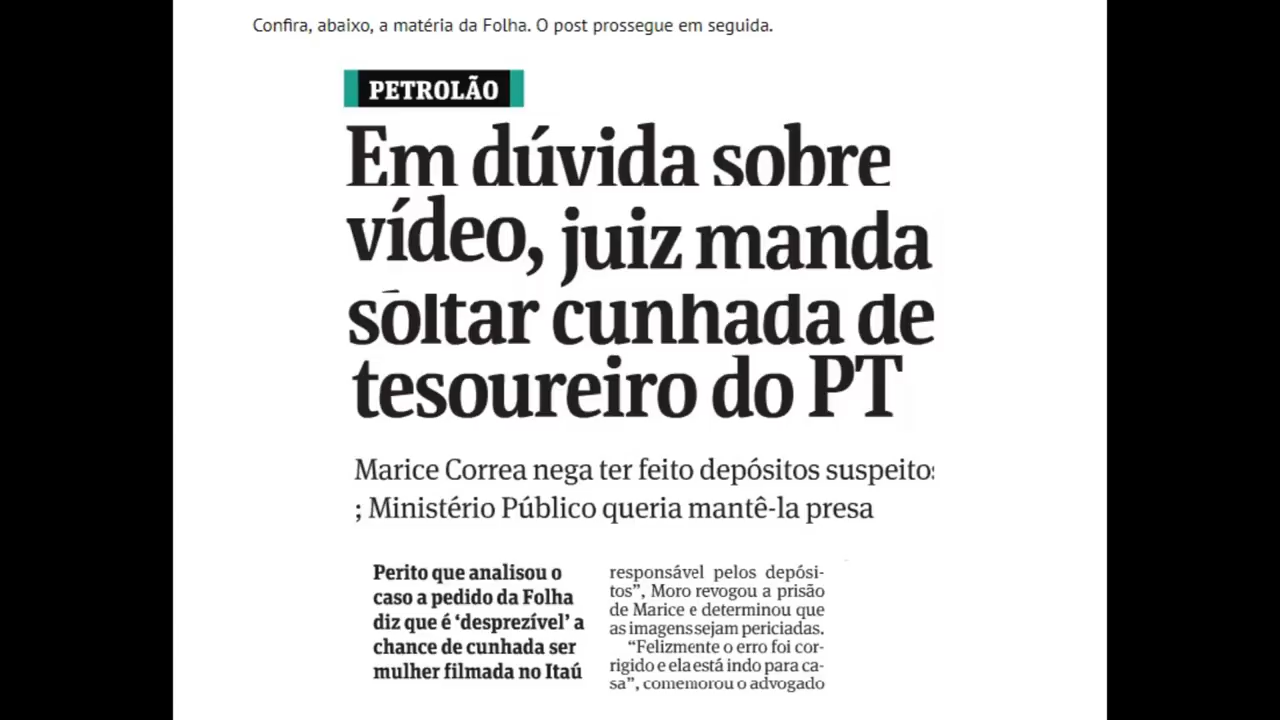 Confira, abaixo, a matéria da Folha. O post prossegue em seguida.
PETROLÃO
Em dúvida sobre
vídeo, juiz manda
soltar cunhada de
tesoureiro do PT
Marice Correa nega ter feito depósitos suspeitos
; Ministério Público queria mantê-la presa
Perito que analisou o
caso a pedido da Folha
diz que é ‘desprezível’ a
chance de cunhada ser
mulher filmada no Itaú
responsável pelos depósi-
tos”, Moro revogou a prisão
de Marice e determinou que
as imagens sejam periciadas.
“Felizmente o erro foi cor-
rigido e ela está indo para ca-
sa”, comemorou o advogado